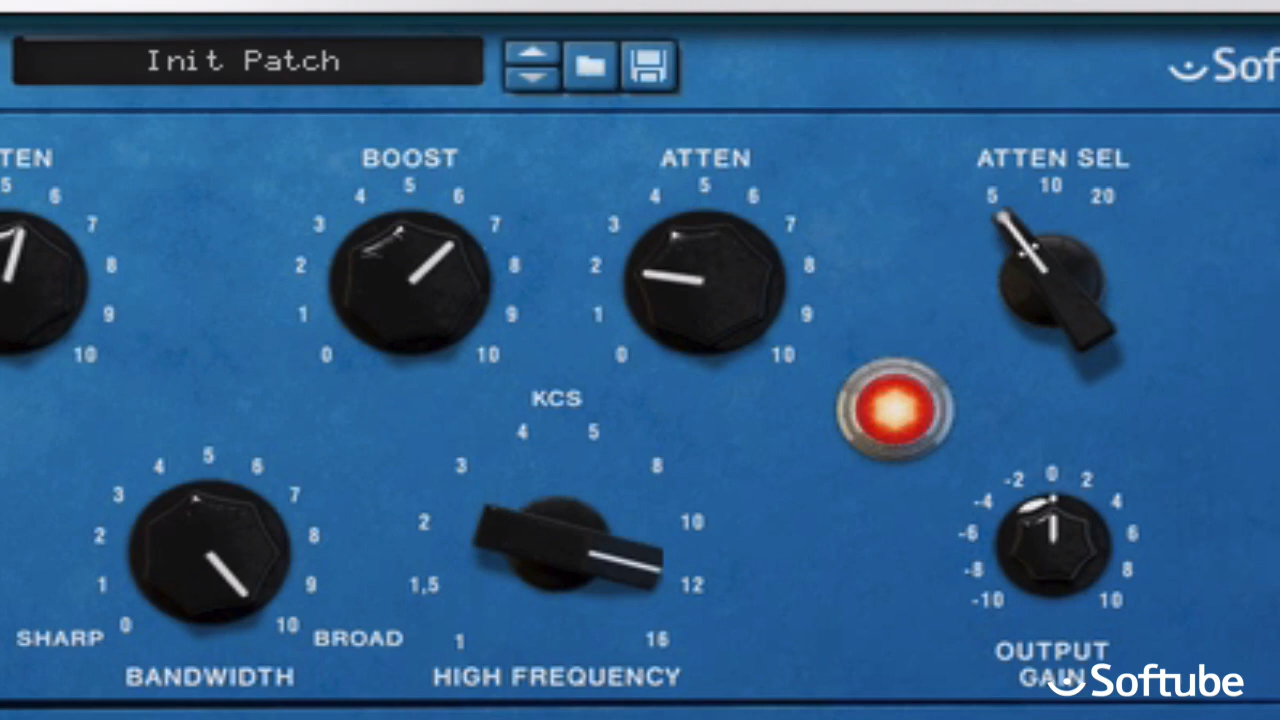 Init Patch
Sof
TEN
5 6 7 8 9 10
BOOST
0 1 2 3 4 5 6 7 8 9 10
ATTEN
0 1 2 3 4 5 6 7 8 9 10
ATTEN SEL
5 10 20
KCS
1 1,5 2 3 4 5 8 10 12 16
HIGH FREQUENCY
0 1 2 3 4 5 6 7 8 9 10
SHARP
BROAD
BANDWIDTH
-10 -8 -6 -4 -2 0 2 4 6 8 10
OUTPUT
GAIN
Softube